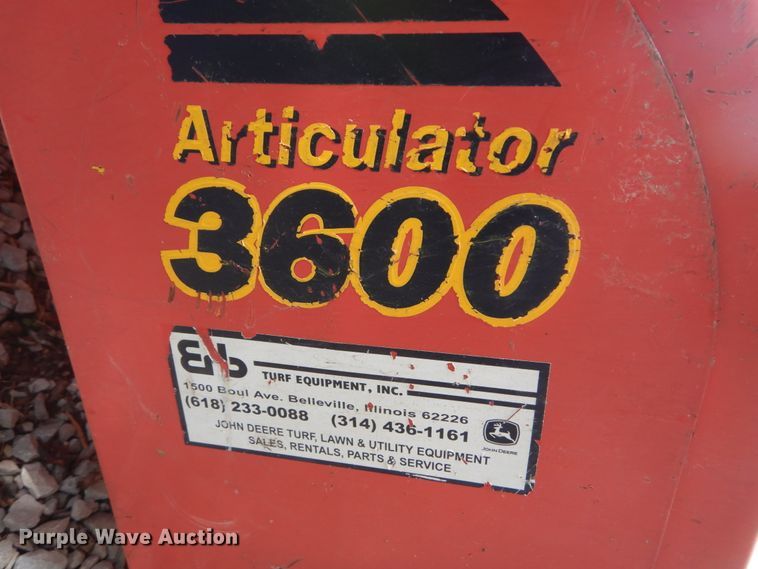 Articulator
3600
Erb
TURF EQUIPMENT, INC.
1500 Boul Ave. Belleville, Illinois 62226
(618) 233-0088 (314) 436-1161
JOHN DEERE TURF, LAWN & UTILITY EQUIPMENT
SALES, RENTALS, PARTS & SERVICE
JOHN DEERE
Purple Wave Auction